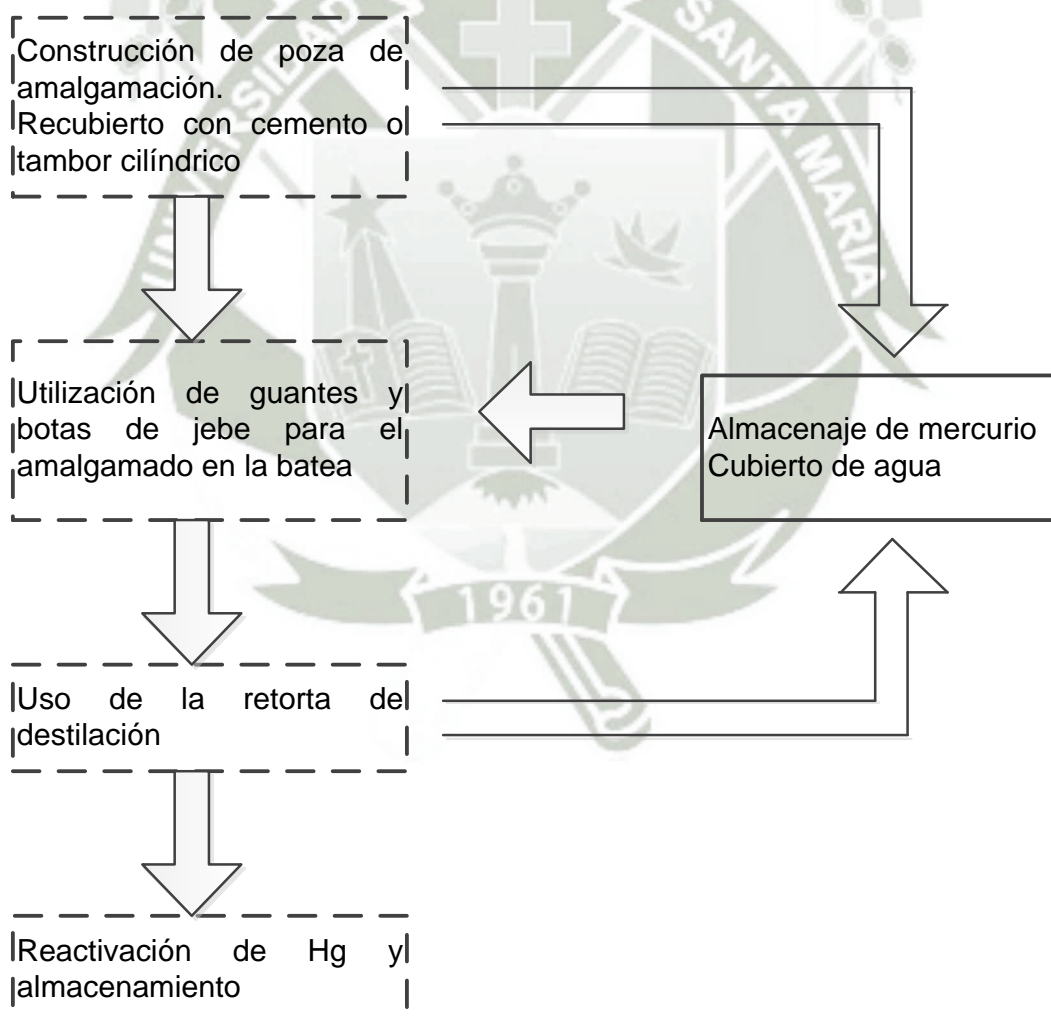 UNIVERSIDAD
SANTA MARIA
Construcción de poza de
amalgamación.
Recubierto con cemento o
tambor cilíndrico
Utilización de guantes y
botas de jebe para el
amalgamado en la batea
Almacenaje de mercurio
Cubierto de agua
1961
Uso de la retorta de
destilación
Reactivación de Hg y
almacenamiento